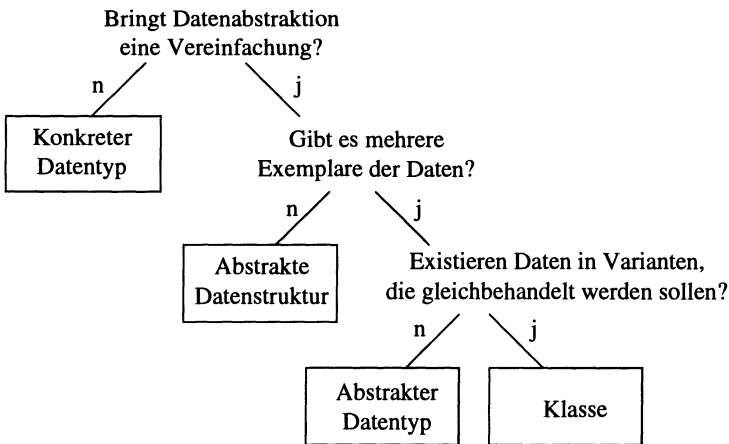 Bringt Datenabstraktion
eine Vereinfachung?
n
j
Konkreter
Datentyp
Gibt es mehrere
Exemplare der Daten?
n
j
Abstrakte
Datenstruktur
Existieren Daten in Varianten,
die gleichbehandelt werden sollen?
n
j
Abstrakter
Datentyp
Klasse